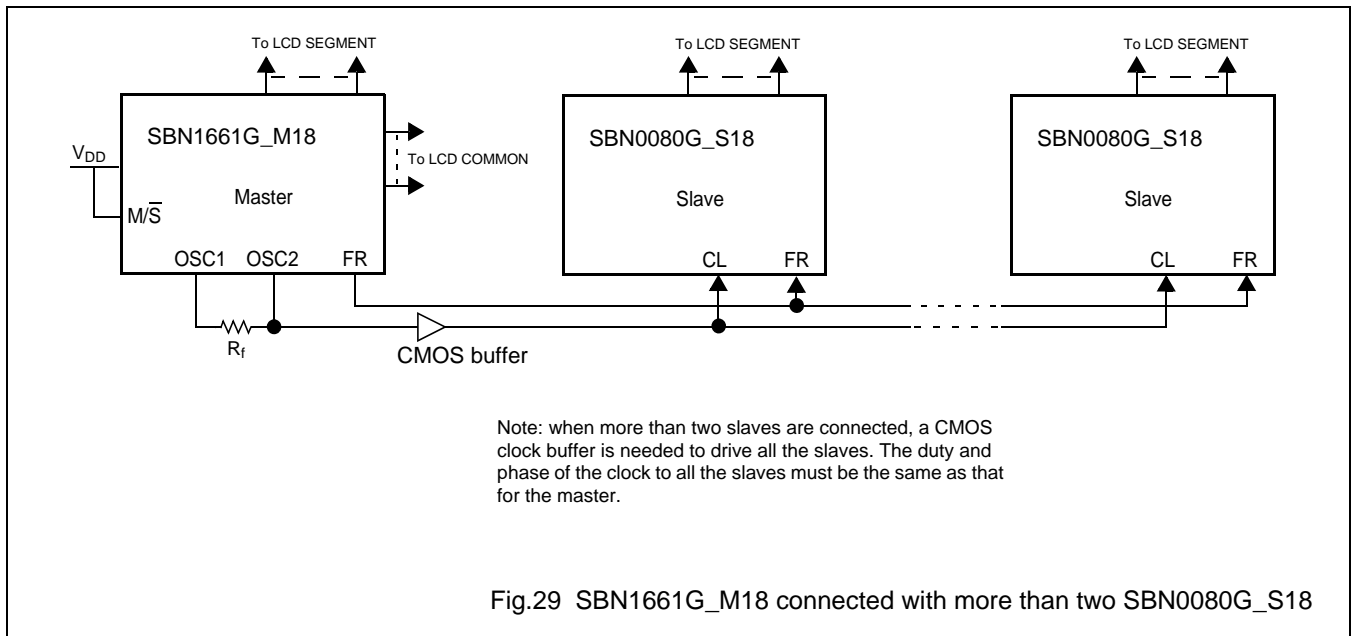 To LCD SEGMENT
To LCD SEGMENT
To LCD SEGMENT
SBN1661G_M18
SBN0080G_S18
SBN0080G_S18
VDD
To LCD COMMON
Master
Slave
Slave
M/S̅
OSC1 OSC2 FR
CL FR
CL FR
Rf
CMOS buffer
Note: when more than two slaves are connected, a CMOS
clock buffer is needed to drive all the slaves. The duty and
phase of the clock to all the slaves must be the same as that
for the master.
Fig.29 SBN1661G_M18 connected with more than two SBN0080G_S18